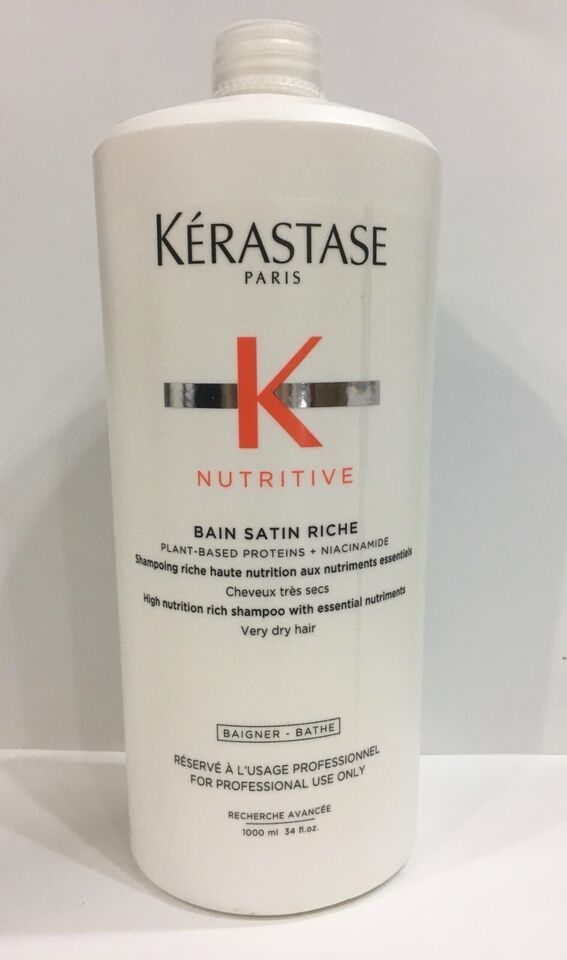 KÉRASTASE
PARIS
K
NUTRITIVE
BAIN SATIN RICHE
PLANT-BASED PROTEINS + NIACINAMIDE
Shampoing riche haute nutrition aux nutriments essentiels
Cheveux très secs
High nutrition rich shampoo with essential nutriments
Very dry hair
BAIGNER - BATHE
RÉSERVÉ À L'USAGE PROFESSIONNEL
FOR PROFESSIONAL USE ONLY
RECHERCHE AVANCÉE
1000 ml 34 fl.oz.